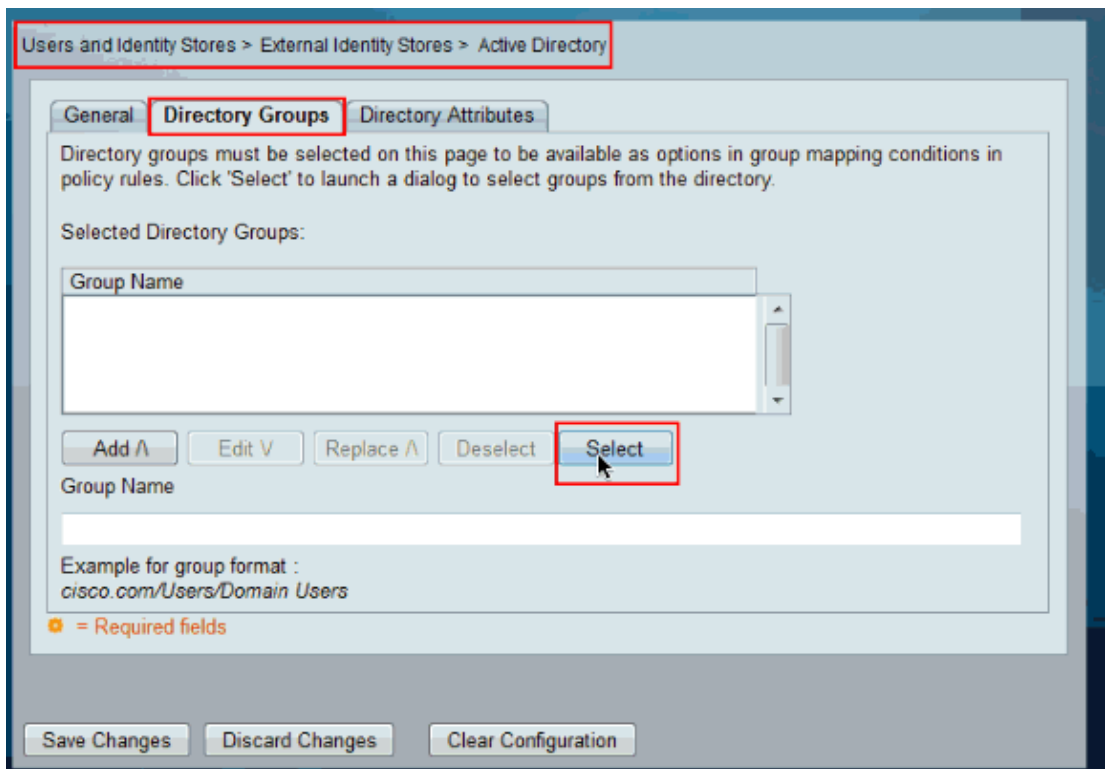 Users and Identity Stores > External Identity Stores > Active Directory
General Directory Groups Directory Attributes
Directory groups must be selected on this page to be available as options in group mapping conditions in
policy rules. Click 'Select' to launch a dialog to select groups from the directory.
Selected Directory Groups:
Group Name
Add /\ Edit \/ Replace /\ Deselect Select
Group Name
Example for group format :
cisco.com/Users/Domain Users
= Required fields
Save Changes Discard Changes Clear Configuration